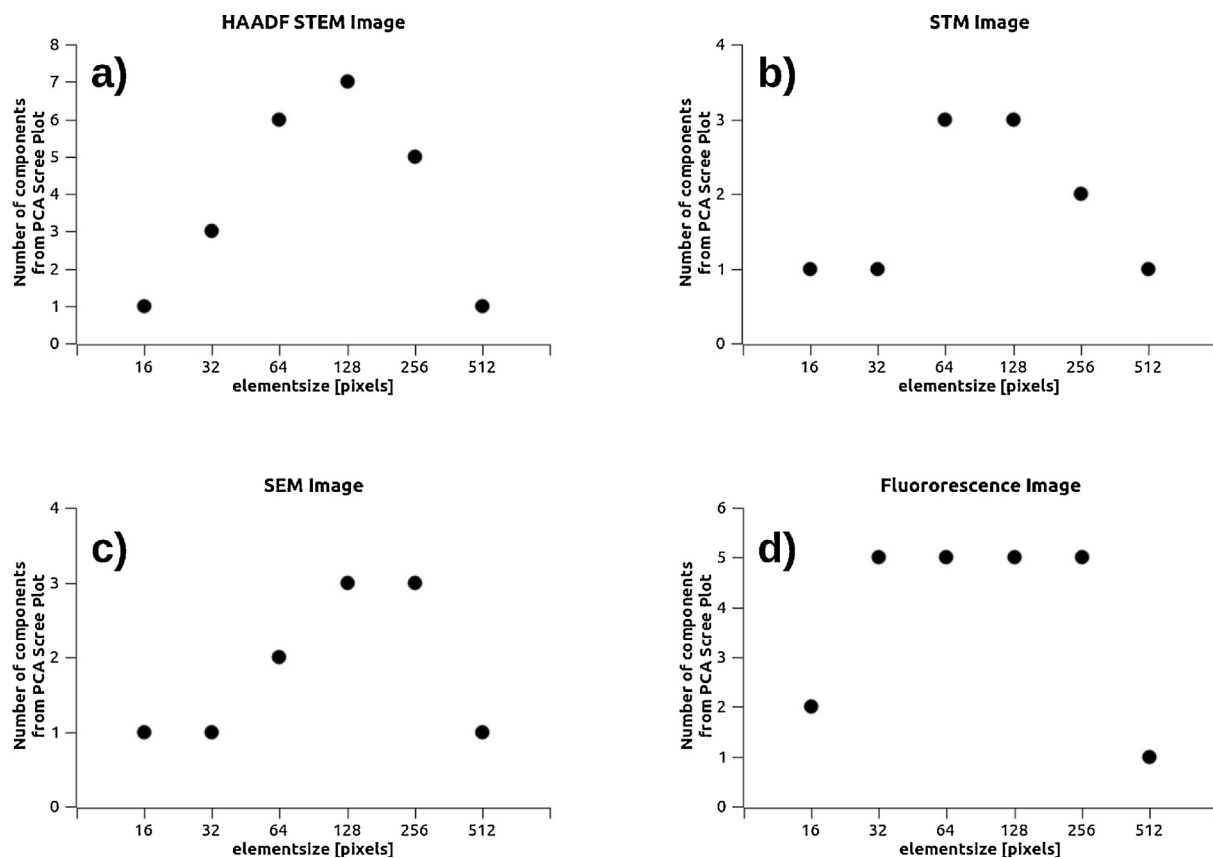 HAADF STEM Image
a)
Number of components
from PCA Scree Plot
8
7
6
5
4
3
2
1
0
16 32 64 128 256 512
elementsize [pixels]
STM Image
b)
Number of components
from PCA Scree Plot
4
3
2
1
0
16 32 64 128 256 512
elementsize [pixels]
SEM Image
c)
Number of components
from PCA Scree Plot
4
3
2
1
0
16 32 64 128 256 512
elementsize [pixels]
Fluororescence Image
d)
Number of components
from PCA Scree Plot
6
5
4
3
2
1
0
16 32 64 128 256 512
elementsize [pixels]